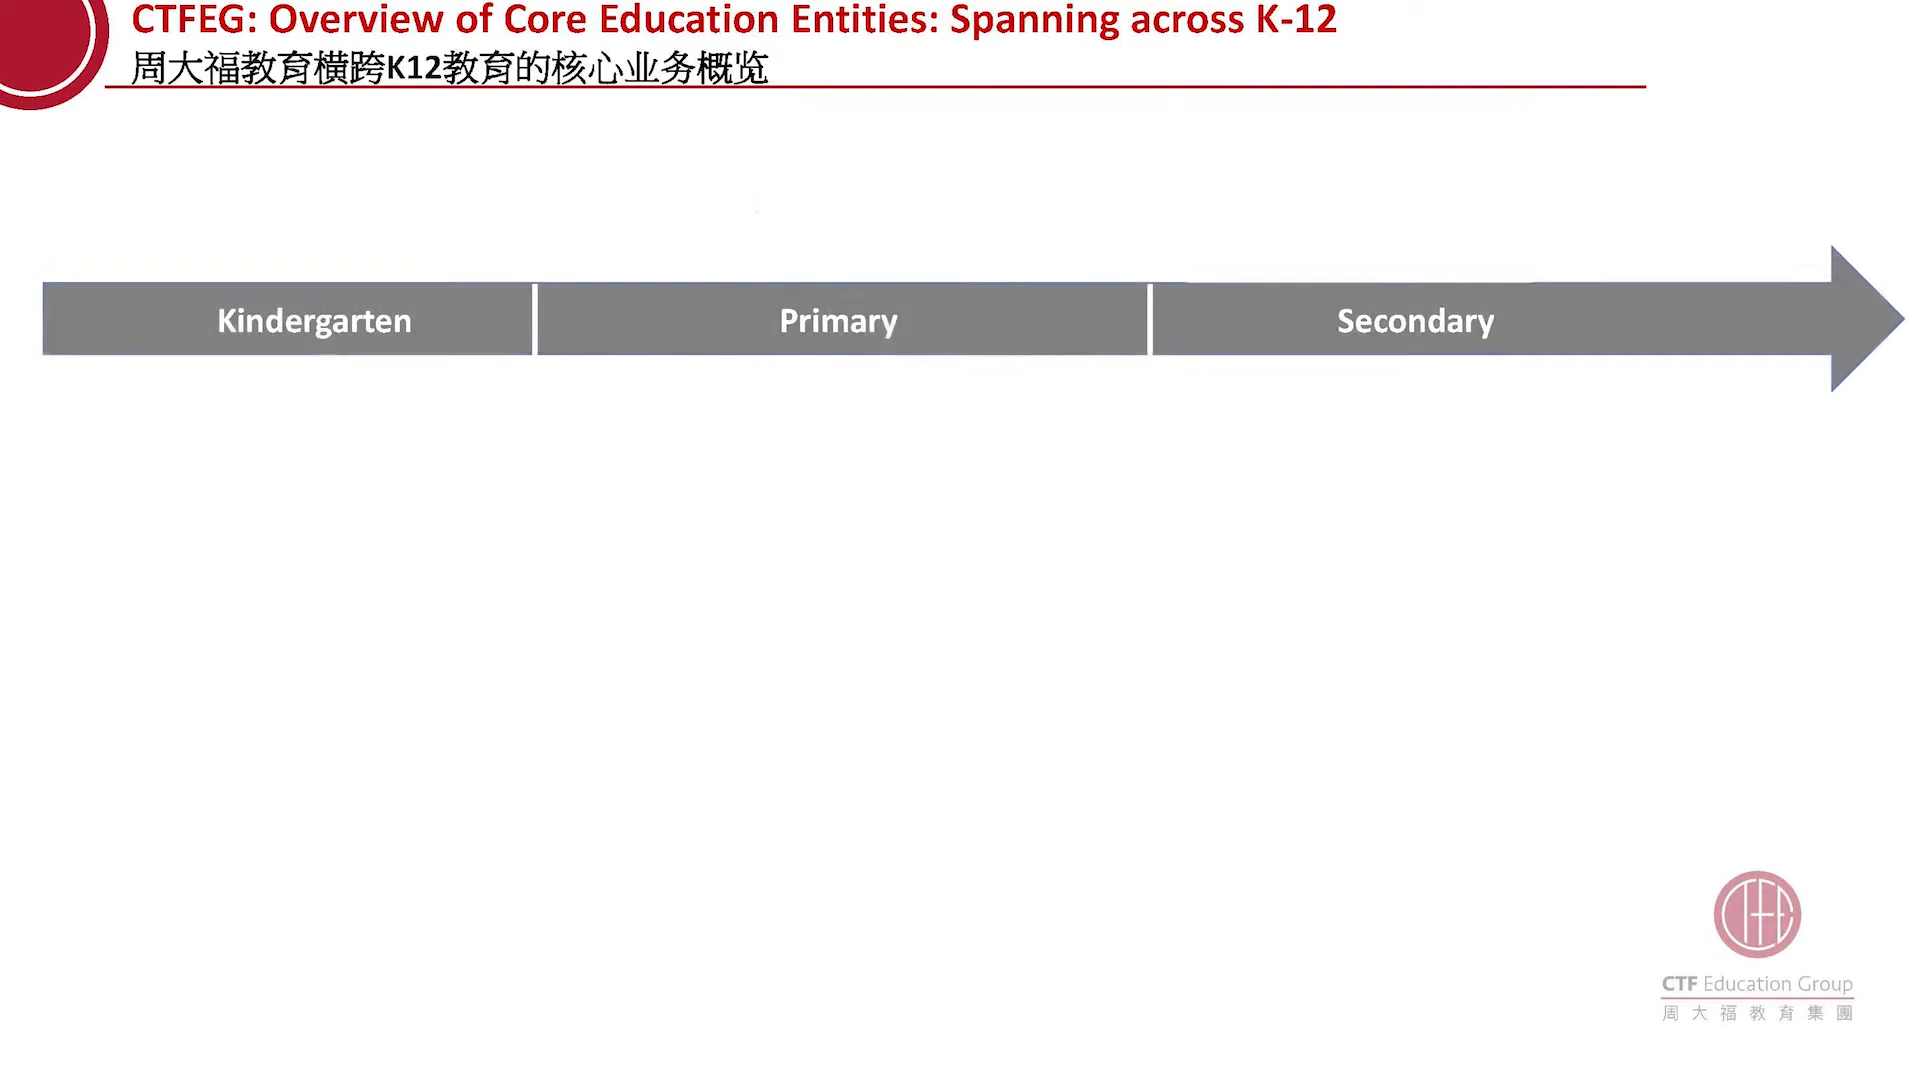 CTFEG: Overview of Core Education Entities: Spanning across K-12
周大福教育横跨K12教育的核心业务概览
Kindergarten
Primary
Secondary
CTFE
CTF Education Group
周大福教育集團